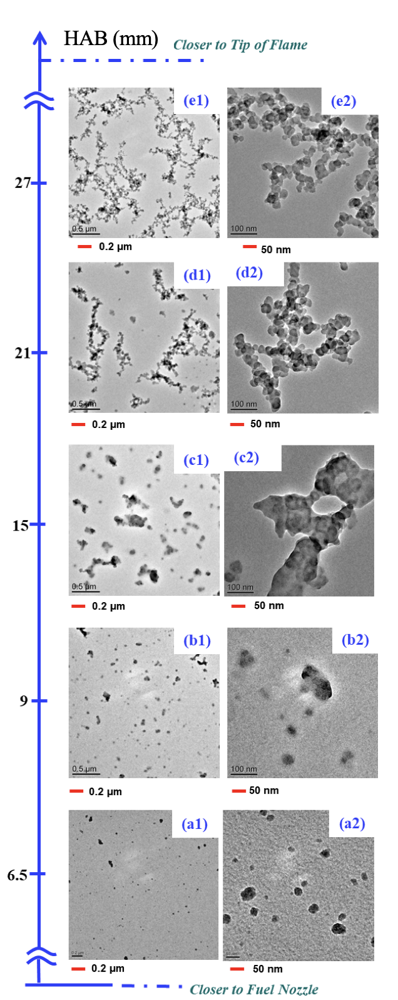 HAB (mm)
Closer to Tip of Flame
(e1)
(e2)
27
0.5 µm
100 nm
0.2 µm
50 nm
(d1)
(d2)
21
0.5 µm
100 nm
0.2 µm
50 nm
(c1)
(c2)
15
0.5 µm
100 nm
0.2 µm
50 nm
(b1)
(b2)
9
0.5 µm
100 nm
0.2 µm
50 nm
(a1)
(a2)
6.5
0.2 µm
0.2 µm
50 nm
Closer to Fuel Nozzle